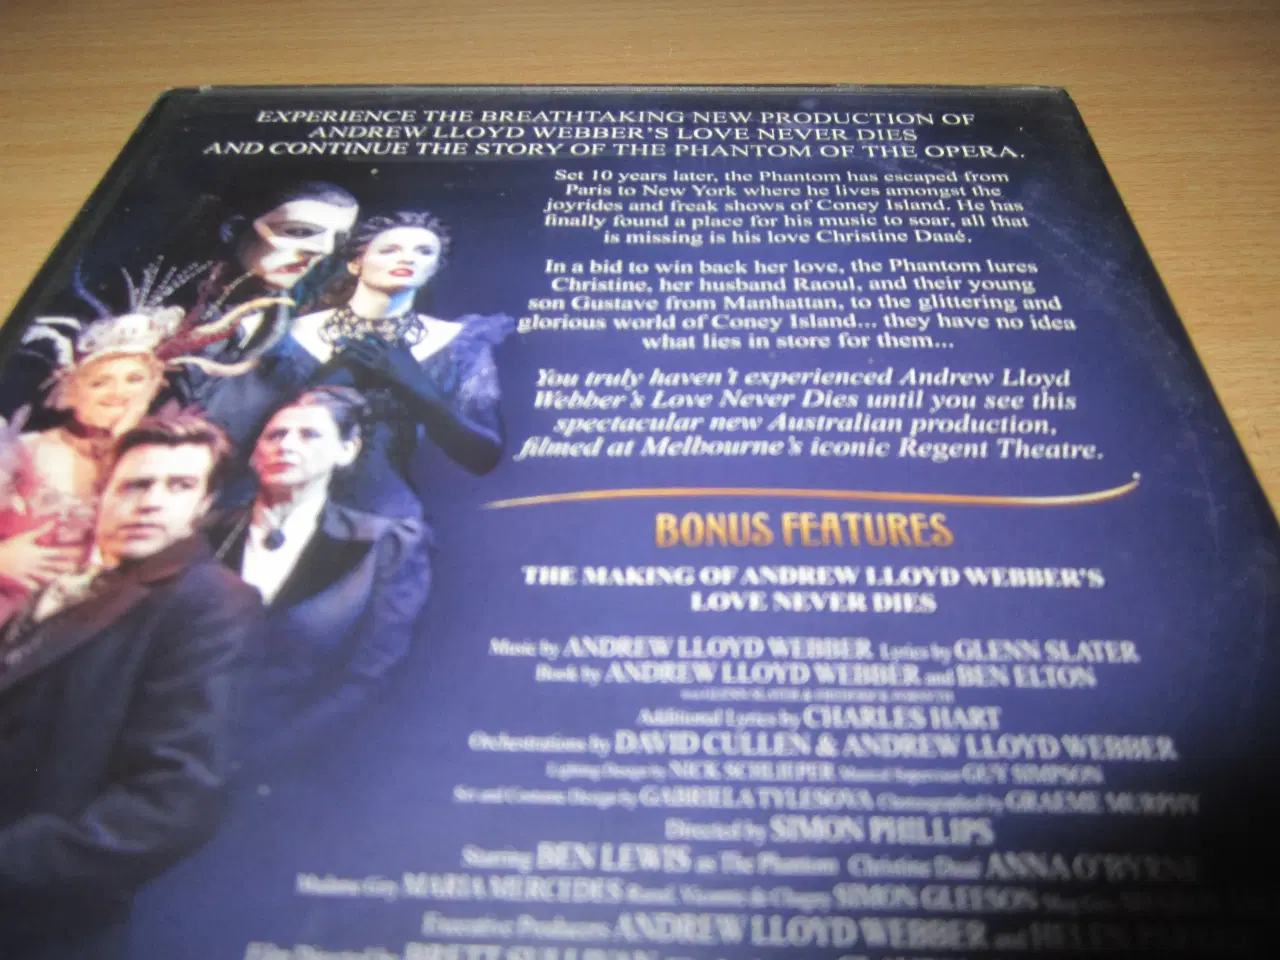 EXPERIENCE THE BREATHTAKING NEW PRODUCTION OF
ANDREW LLOYD WEBBER'S LOVE NEVER DIES
AND CONTINUE THE STORY OF THE PHANTOM OF THE OPERA.
Set 10 years later, the Phantom has escaped from
Paris to New York where he lives amongst the
joyrides and freak shows of Coney Island. He has
finally found a place for his music to soar, all that
is missing is his love Christine Daaé.
In a bid to win back her love, the Phantom lures
Christine, her husband Raoul, and their young
son Gustave from Manhattan, to the glittering and
glorious world of Coney Island... they have no idea
what lies in store for them...
You truly haven't experienced Andrew Lloyd
Webber's Love Never Dies until you see this
spectacular new Australian production,
filmed at Melbourne's iconic Regent Theatre.
BONUS FEATURES
THE MAKING OF ANDREW LLOYD WEBBER'S
LOVE NEVER DIES
Music by ANDREW LLOYD WEBBER Lyrics by GLENN SLATER
Book by ANDREW LLOYD WEBBER and BEN ELTON
with GLENN SLATER & FREDERICK FORSYTH
Additional Lyrics by CHARLES HART
Orchestrations by DAVID CULLEN & ANDREW LLOYD WEBBER
Lighting Design by NICK SCHLIEPER Musical Supervisor GUY SIMPSON
Set and Costume Design by GABRIELA TYLESOVA Choreographed by GRAEME MURPHY
Directed by SIMON PHILLIPS
Starring BEN LEWIS as The Phantom Christine Daaé ANNA O'BYRNE
Madame Giry MARIA MERCEDES Raoul, Vicomte de Chagny SIMON GLEESON Meg Giry
Executive Producers ANDREW LLOYD WEBBER and HELEN
BRETT SULLIVAN